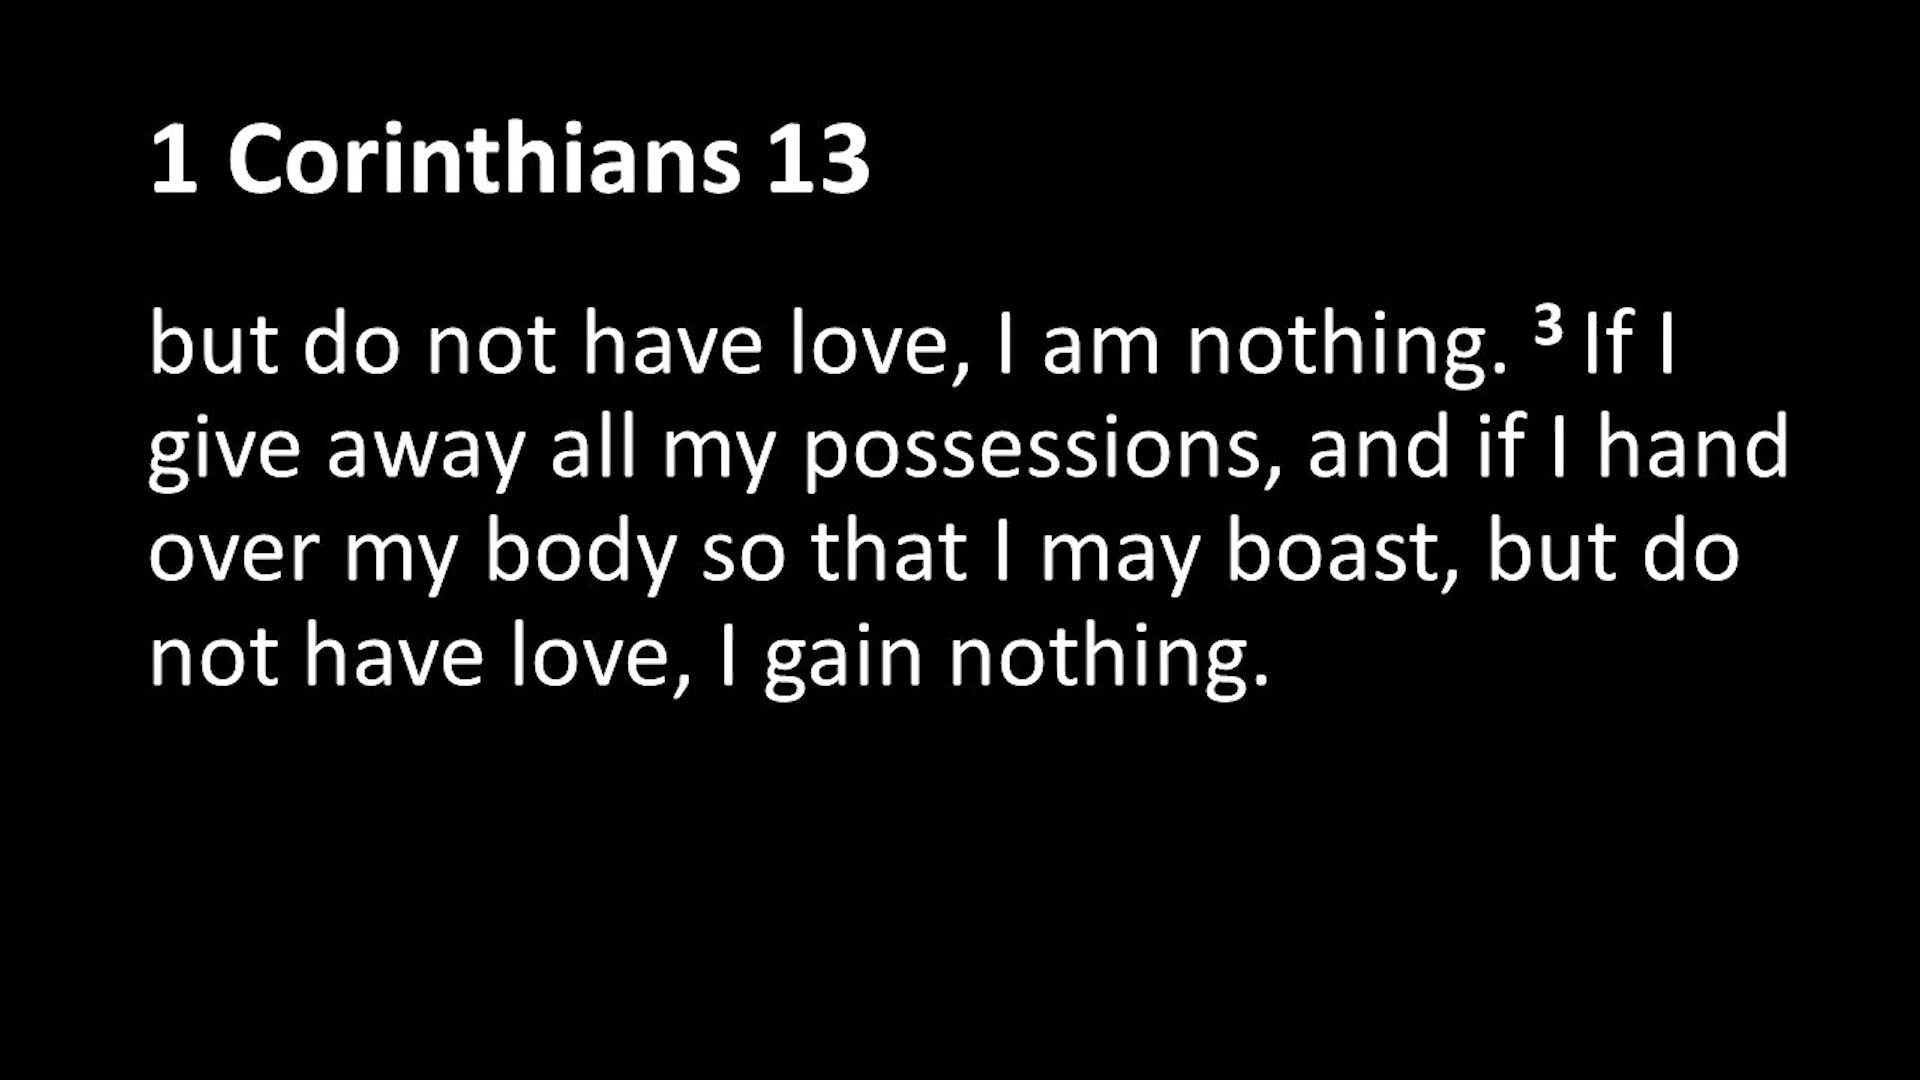 1 Corinthians 13
but do not have love, I am nothing. ³ If I
give away all my possessions, and if I hand
over my body so that I may boast, but do
not have love, I gain nothing.